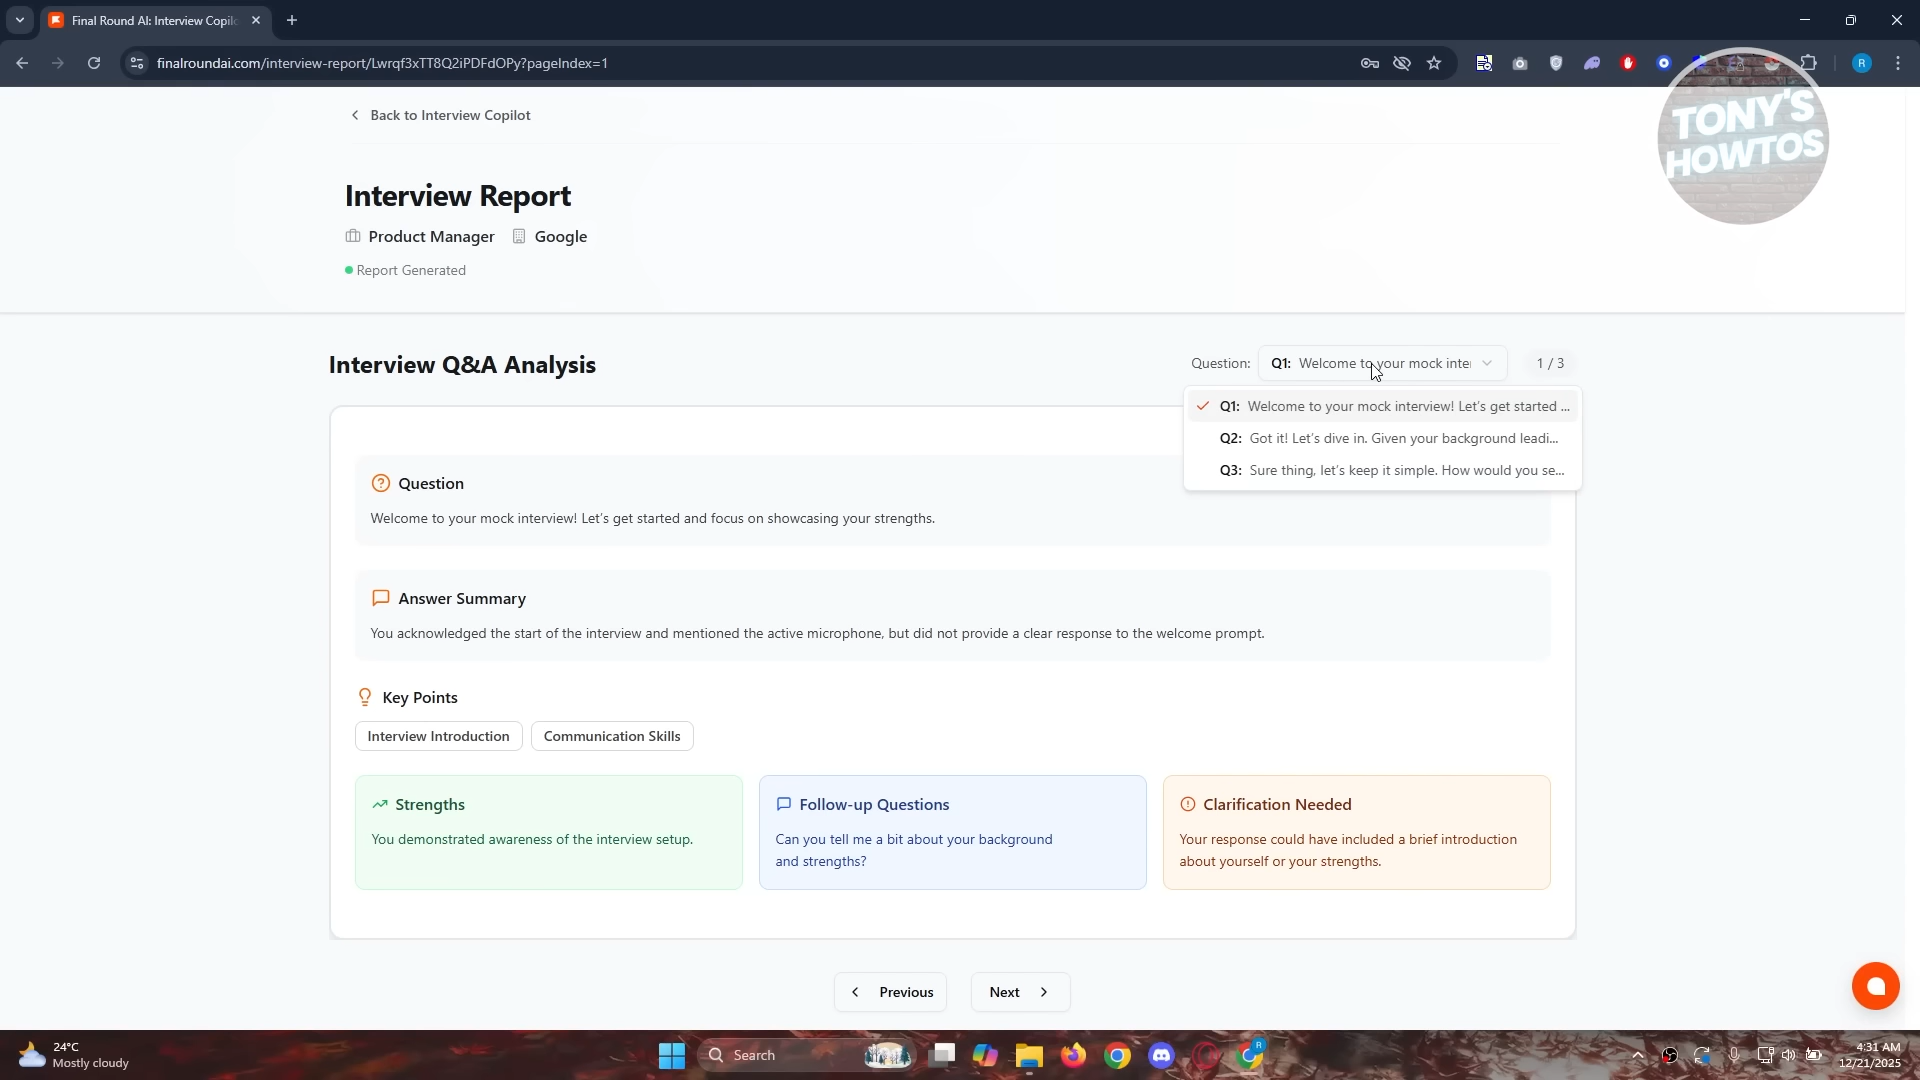 Final Round AI: Interview Copilo
finalroundai.com/interview-report/Lwrqf3xTT8Q2iPDFdOPy?pageIndex=1
R
TONY'S
HOWTOS
Back to Interview Copilot
Interview Report
Product Manager Google
Report Generated
Interview Q&A Analysis
Question: Q1: Welcome to your mock inter 1 / 3
Q1: Welcome to your mock interview! Let's get started ...
Q2: Got it! Let's dive in. Given your background leadi...
Q3: Sure thing, let's keep it simple. How would you se...
Question
Welcome to your mock interview! Let's get started and focus on showcasing your strengths.
Answer Summary
You acknowledged the start of the interview and mentioned the active microphone, but did not provide a clear response to the welcome prompt.
Key Points
Interview Introduction Communication Skills
Strengths
You demonstrated awareness of the interview setup.
Follow-up Questions
Can you tell me a bit about your background
and strengths?
Clarification Needed
Your response could have included a brief introduction
about yourself or your strengths.
Previous Next
24°C
Mostly cloudy
Search
R
4:31 AM
12/21/2025